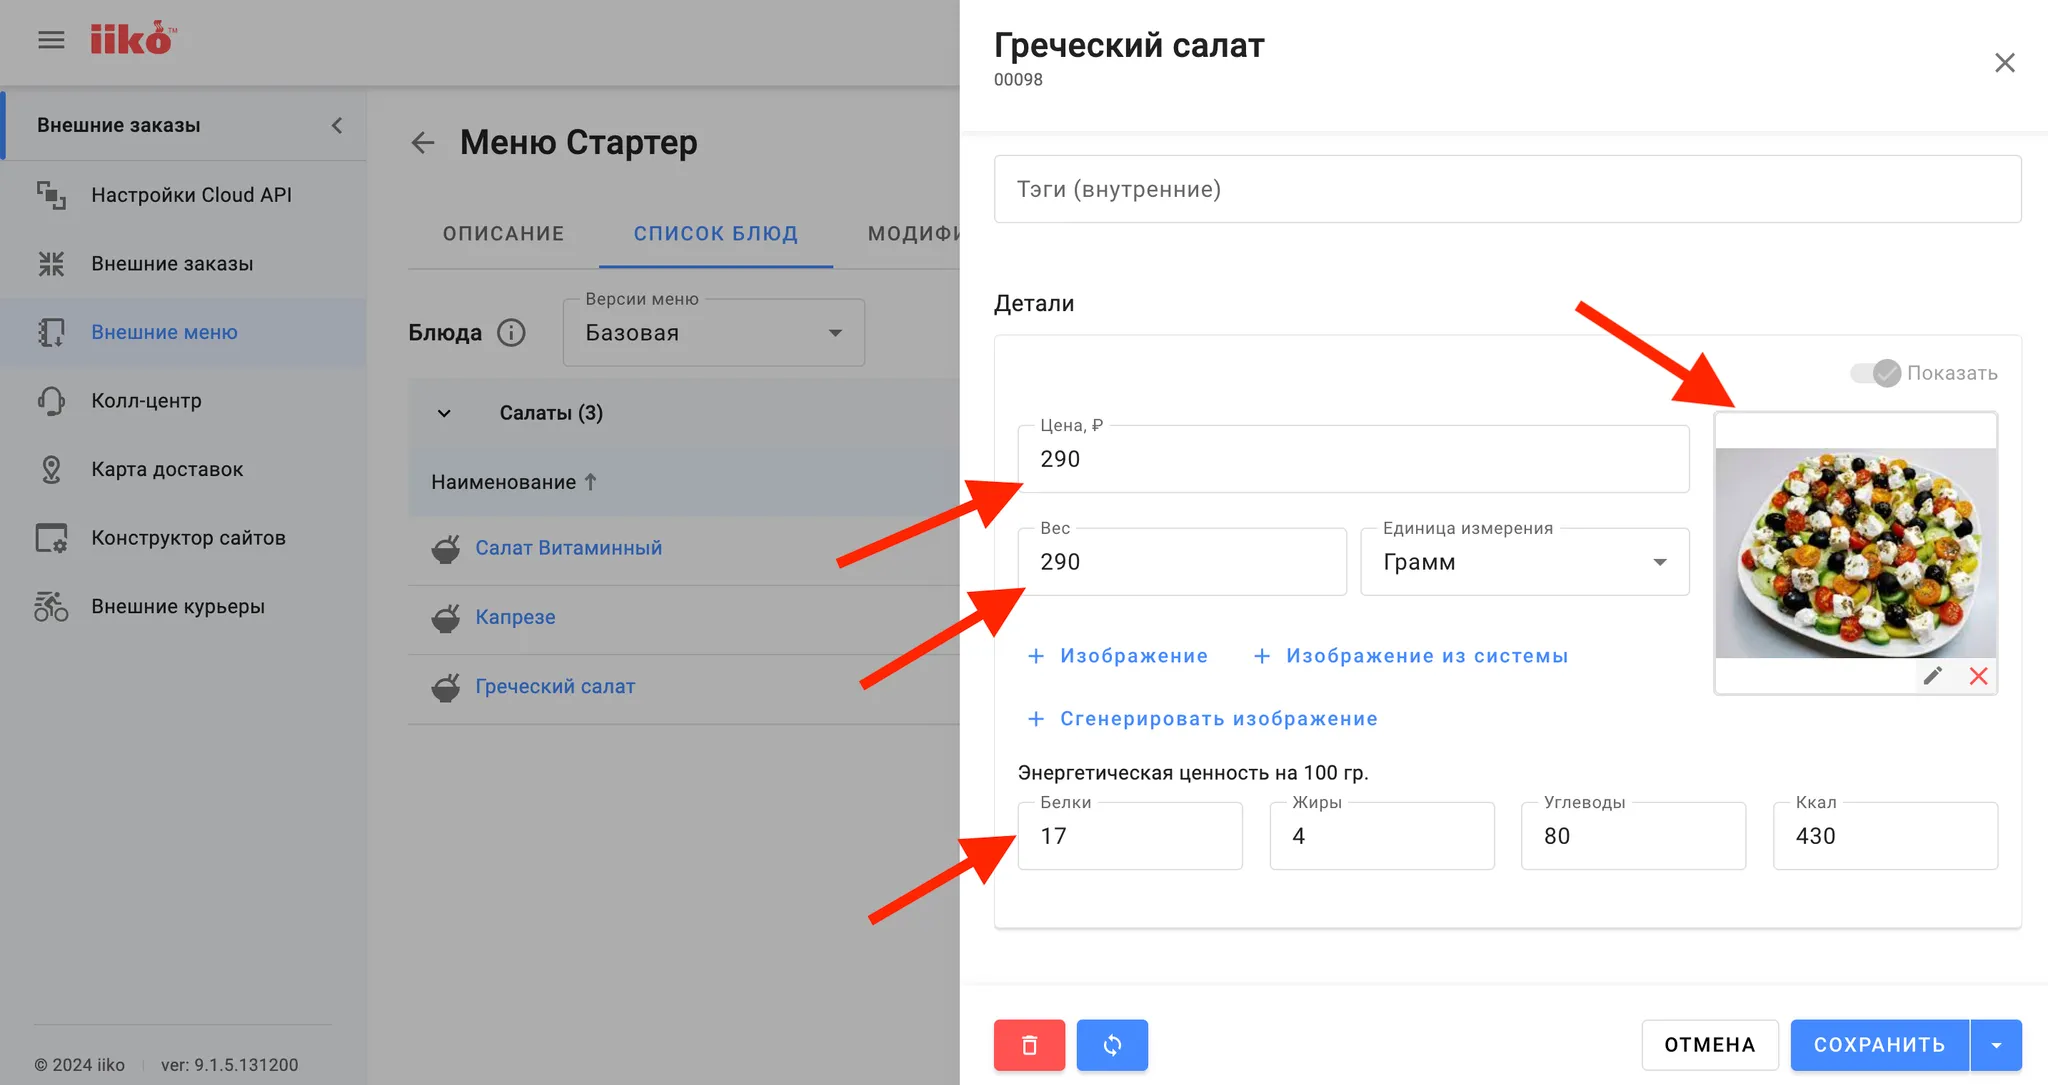 iiko™
Внешние заказы
Настройки Cloud API
Внешние заказы
Внешние меню
Колл-центр
Карта доставок
Конструктор сайтов
Внешние курьеры
© 2024 iiko
ver: 9.1.5.131200
Меню Стартер
ОПИСАНИЕ
СПИСОК БЛЮД
МОДИФИ
Блюда
Версии меню
Базовая
Салаты (3)
Наименование
Салат Витаминный
Капрезе
Греческий салат
Греческий салат
00098
Тэги (внутренние)
Детали
Показать
Цена, ₽
290
Вес
290
Единица измерения
Грамм
+ Изображение
+ Изображение из системы
+ Сгенерировать изображение
Энергетическая ценность на 100 гр.
Белки
17
Жиры
4
Углеводы
80
Ккал
430
ОТМЕНА
СОХРАНИТЬ